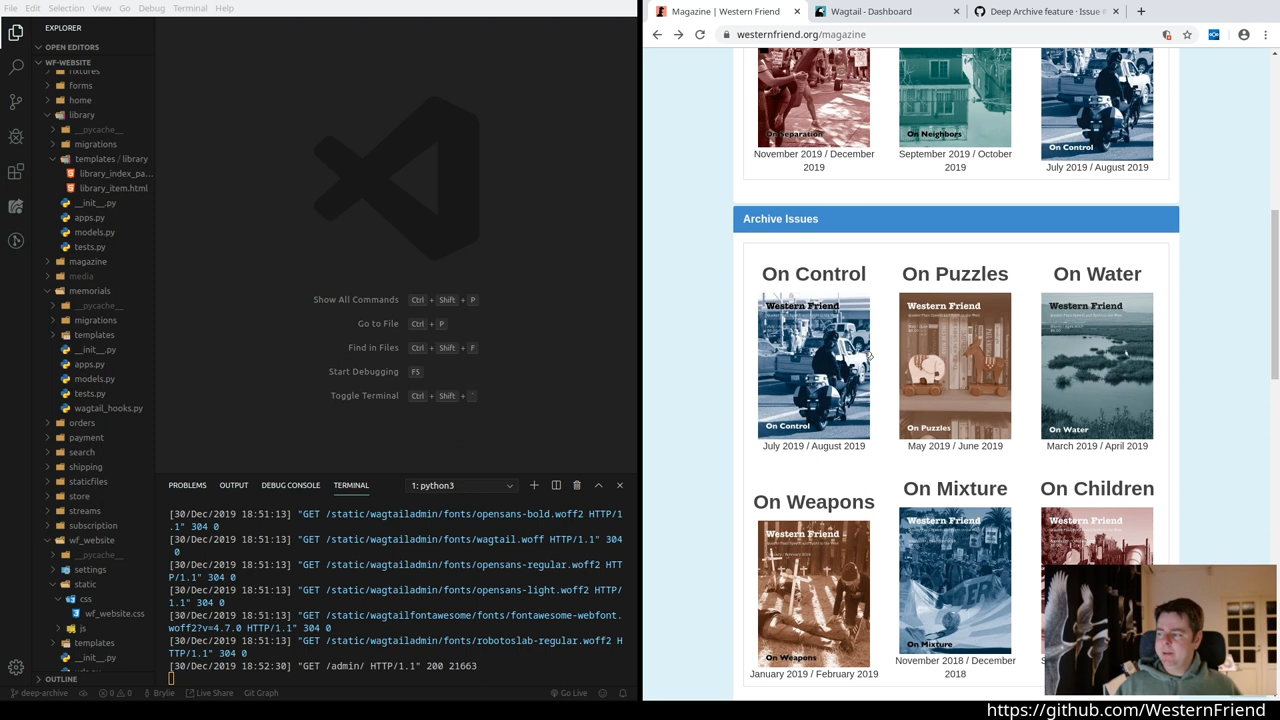 File Edit Selection View Go Debug Terminal Help
EXPLORER
OPEN EDITORS
WF-WEBSITE
fixtures
forms
home
library
__pycache__
migrations
templates / library
library_index_pa...
library_item.html
__init__.py
apps.py
models.py
tests.py
magazine
media
memorials
__pycache__
migrations
templates
__init__.py
apps.py
models.py
tests.py
wagtail_hooks.py
orders
payment
search
shipping
staticfiles
store
streams
subscription
wf_website
__pycache__
settings
static
css
wf_website.css
js
templates
__init__.py
OUTLINE
Show All Commands Ctrl + Shift + P
Go to File Ctrl + P
Find in Files Ctrl + Shift + F
Start Debugging F5
Toggle Terminal Ctrl + Shift + `
PROBLEMS OUTPUT DEBUG CONSOLE TERMINAL 1: python3
[30/Dec/2019 18:51:13] "GET /static/wagtailadmin/fonts/opensans-bold.woff2 HTTP/1
.1" 304 0
[30/Dec/2019 18:51:13] "GET /static/wagtailadmin/fonts/wagtail.woff HTTP/1.1" 304
0
[30/Dec/2019 18:51:13] "GET /static/wagtailadmin/fonts/opensans-regular.woff2 HTT
P/1.1" 304 0
[30/Dec/2019 18:51:13] "GET /static/wagtailadmin/fonts/opensans-light.woff2 HTTP/
1.1" 304 0
[30/Dec/2019 18:51:13] "GET /static/wagtailfontawesome/fonts/fontawesome-webfont.
woff2?v=4.7.0 HTTP/1.1" 304 0
[30/Dec/2019 18:51:13] "GET /static/wagtailadmin/fonts/robotoslab-regular.woff2 H
TTP/1.1" 304 0
[30/Dec/2019 18:52:30] "GET /admin/ HTTP/1.1" 200 21663
deep-archive 0 0 Brylie Live Share Git Graph Go Live
Magazine | Western Friend
Wagtail - Dashboard
Deep Archive feature · Issue #
westernfriend.org/magazine
On Separation
On Neighbors
On Control
November 2019 / December 2019
September 2019 / October 2019
July 2019 / August 2019
Archive Issues
On Control On Puzzles On Water
Western Friend Western Friend Western Friend
On Control On Puzzles On Water
July 2019 / August 2019 May 2019 / June 2019 March 2019 / April 2019
On Weapons On Mixture On Children
Western Friend Western Friend Western Friend
On Weapons On Mixture
January 2019 / February 2019
November 2018 / December 2018
https://github.com/WesternFriend